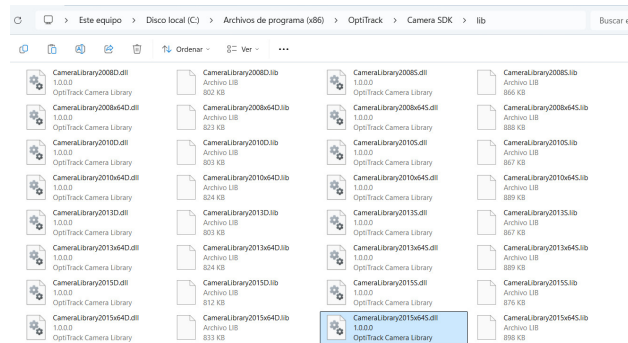 Este equipo > Disco local (C:) > Archivos de programa (x86) > OptiTrack > Camera SDK > lib
Buscar e
Ordenar
Ver
CameraLibrary2008D.dll
1.0.0.0
OptiTrack Camera Library
CameraLibrary2008D.lib
Archivo LIB
802 KB
CameraLibrary2008S.dll
1.0.0.0
OptiTrack Camera Library
CameraLibrary2008S.lib
Archivo LIB
866 KB
CameraLibrary2008x64D.dll
1.0.0.0
OptiTrack Camera Library
CameraLibrary2008x64D.lib
Archivo LIB
823 KB
CameraLibrary2008x64S.dll
1.0.0.0
OptiTrack Camera Library
CameraLibrary2008x64S.lib
Archivo LIB
888 KB
CameraLibrary2010D.dll
1.0.0.0
OptiTrack Camera Library
CameraLibrary2010D.lib
Archivo LIB
803 KB
CameraLibrary2010S.dll
1.0.0.0
OptiTrack Camera Library
CameraLibrary2010S.lib
Archivo LIB
867 KB
CameraLibrary2010x64D.dll
1.0.0.0
OptiTrack Camera Library
CameraLibrary2010x64D.lib
Archivo LIB
824 KB
CameraLibrary2010x64S.dll
1.0.0.0
OptiTrack Camera Library
CameraLibrary2010x64S.lib
Archivo LIB
889 KB
CameraLibrary2013D.dll
1.0.0.0
OptiTrack Camera Library
CameraLibrary2013D.lib
Archivo LIB
803 KB
CameraLibrary2013S.dll
1.0.0.0
OptiTrack Camera Library
CameraLibrary2013S.lib
Archivo LIB
867 KB
CameraLibrary2013x64D.dll
1.0.0.0
OptiTrack Camera Library
CameraLibrary2013x64D.lib
Archivo LIB
824 KB
CameraLibrary2013x64S.dll
1.0.0.0
OptiTrack Camera Library
CameraLibrary2013x64S.lib
Archivo LIB
889 KB
CameraLibrary2015D.dll
1.0.0.0
OptiTrack Camera Library
CameraLibrary2015D.lib
Archivo LIB
812 KB
CameraLibrary2015S.dll
1.0.0.0
OptiTrack Camera Library
CameraLibrary2015S.lib
Archivo LIB
876 KB
CameraLibrary2015x64D.dll
1.0.0.0
OptiTrack Camera Library
CameraLibrary2015x64D.lib
Archivo LIB
833 KB
CameraLibrary2015x64S.dll
1.0.0.0
OptiTrack Camera Library
CameraLibrary2015x64S.lib
Archivo LIB
898 KB